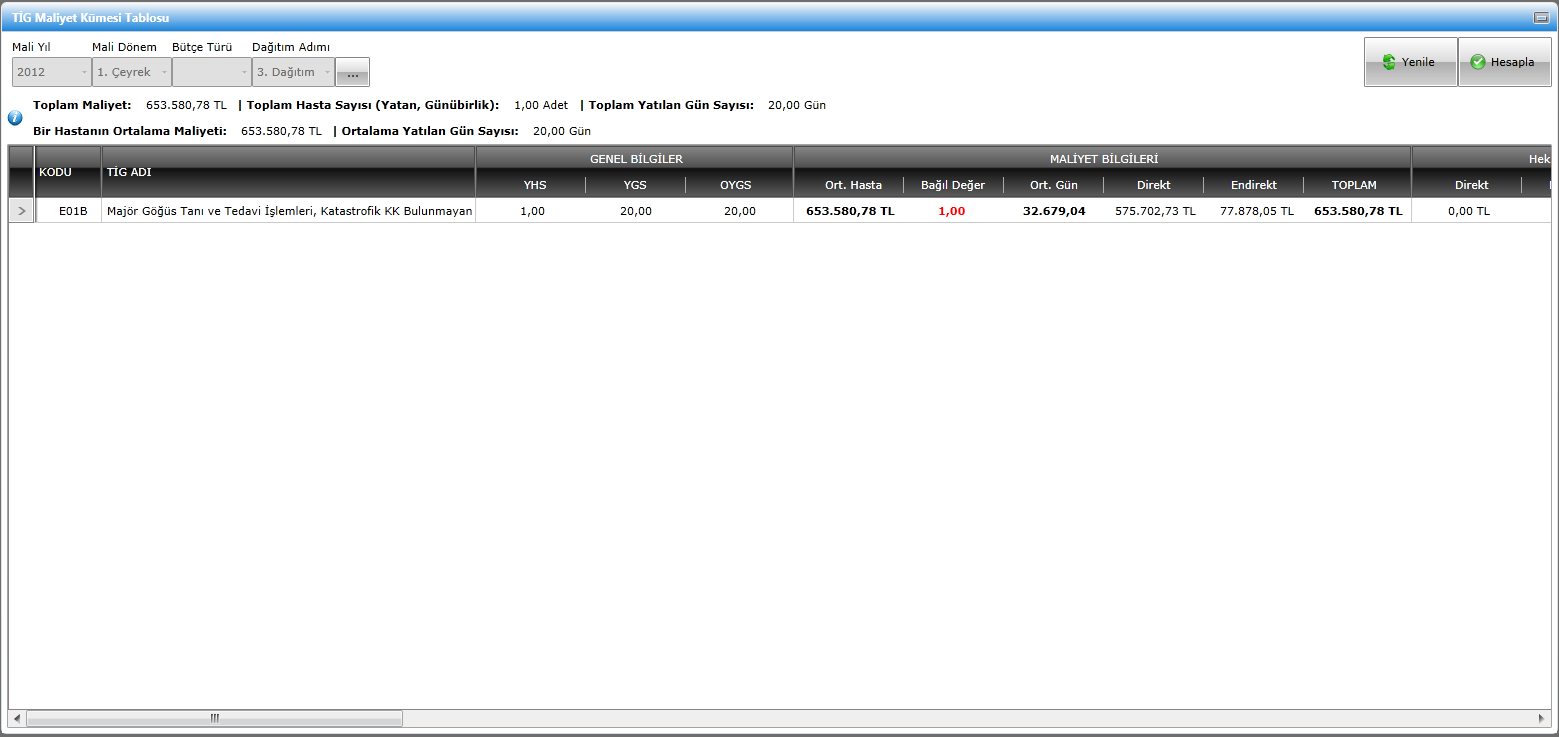 TİG Maliyet Kümesi Tablosu
Mali Yıl Mali Dönem Bütçe Türü Dağıtım Adımı
2012 1. Çeyrek 3. Dağıtım ... Yenile Hesapla
Toplam Maliyet: 653.580,78 TL | Toplam Hasta Sayısı (Yatan, Günübirlik): 1,00 Adet | Toplam Yatılan Gün Sayısı: 20,00 Gün
Bir Hastanın Ortalama Maliyeti: 653.580,78 TL | Ortalama Yatılan Gün Sayısı: 20,00 Gün
GENEL BİLGİLER MALİYET BİLGİLERİ Hek
KODU TİG ADI
YHS YGS OYGS Ort. Hasta Bağıl Değer Ort. Gün Direkt Endirekt TOPLAM Direkt
E01B Majör Göğüs Tanı ve Tedavi İşlemleri, Katastrofik KK Bulunmayan 1,00 20,00 20,00 653.580,78 TL 1,00 32.679,04 575.702,73 TL 77.878,05 TL 653.580,78 TL 0,00 TL